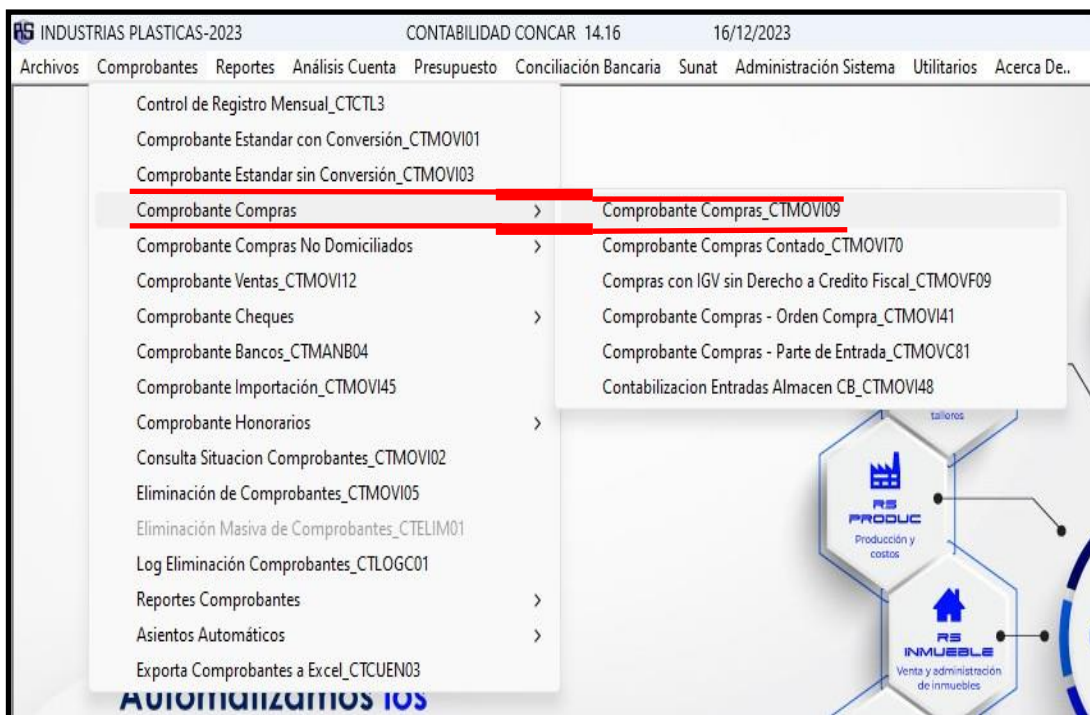 RS INDUSTRIAS PLASTICAS-2023 CONTABILIDAD CONCAR 14.16 16/12/2023
Archivos Comprobantes Reportes Análisis Cuenta Presupuesto Conciliación Bancaria Sunat Administración Sistema Utilitarios Acerca De..
Control de Registro Mensual_CTCTL3
Comprobante Estandar con Conversión_CTMOVI01
Comprobante Estandar sin Conversión_CTMOVI03
Comprobante Compras >
Comprobante Compras No Domiciliados >
Comprobante Ventas_CTMOVI12
Comprobante Cheques >
Comprobante Bancos_CTMANB04
Comprobante Importación_CTMOVI45
Comprobante Honorarios >
Consulta Situacion Comprobantes_CTMOVI02
Eliminación de Comprobantes_CTMOVI05
Eliminación Masiva de Comprobantes_CTELIM01
Log Eliminación Comprobantes_CTLOGC01
Reportes Comprobantes >
Asientos Automáticos >
Exporta Comprobantes a Excel_CTCUEN03
Comprobante Compras_CTMOVI09
Comprobante Compras Contado_CTMOVI70
Compras con IGV sin Derecho a Credito Fiscal_CTMOVF09
Comprobante Compras - Orden Compra_CTMOVI41
Comprobante Compras - Parte de Entrada_CTMOVC81
Contabilizacion Entradas Almacen CB_CTMOVI48
talleres
RS
PRODUC
Producción y
costos
RS
INMUEBLE
Venta y administración
de inmuebles
Automatizamos los